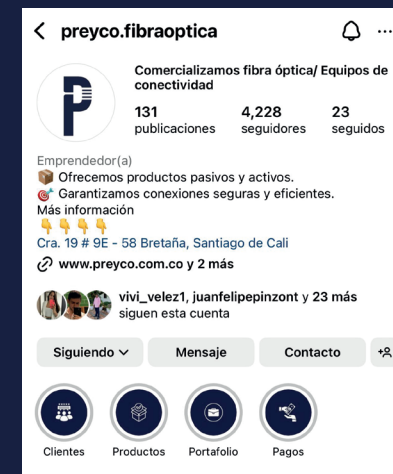 preyco.fibraoptica
Comercializamos fibra óptica/ Equipos de
conectividad
131
4,228
23
publicaciones
seguidores
seguidos
Emprendedor(a)
Ofrecemos productos pasivos y activos.
Garantizamos conexiones seguras y eficientes.
Más información
Cra. 19 # 9E - 58 Bretaña, Santiago de Cali
www.preyco.com.co y 2 más
vivi_velez1, juanfelipepinzont y 23 más
siguen esta cuenta
Siguiendo
Mensaje
Contacto
Clientes
Productos
Portafolio
Pagos